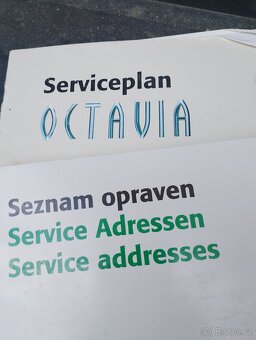 Serviceplan
OCTAVIA
Seznam opraven
Service Adressen
Service addresses